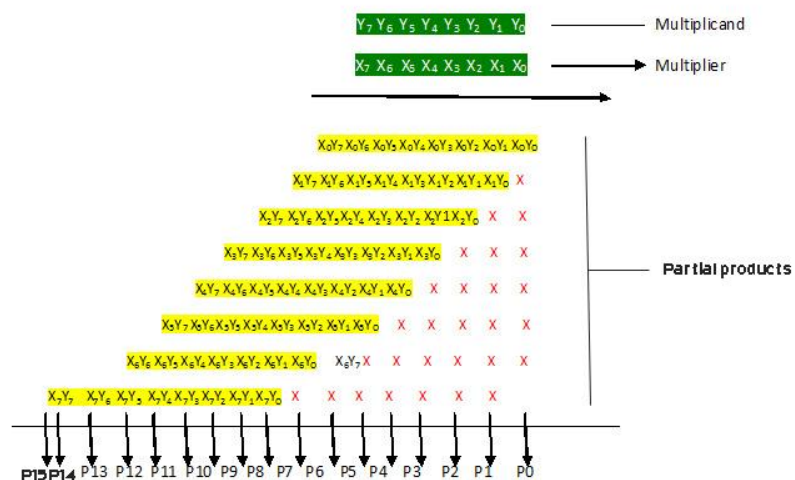 Y₇ Y₆ Y₅ Y₄ Y₃ Y₂ Y₁ Y₀ Multiplicand
X₇ X₆ X₅ X₄ X₃ X₂ X₁ X₀ Multiplier
X₀Y₇ X₀Y₆ X₀Y₅ X₀Y₄ X₀Y₃ X₀Y₂ X₀Y₁ X₀Y₀
X₁Y₇ X₁Y₆ X₁Y₅ X₁Y₄ X₁Y₃ X₁Y₂ X₁Y₁ X₁Y₀ X
X₂Y₇ X₂Y₆ X₂Y₅ X₂Y₄ X₂Y₃ X₂Y₂ X₂Y1 X₂Y₀ X X
X₃Y₇ X₃Y₆ X₃Y₅ X₃Y₄ X₃Y₃ X₃Y₂ X₃Y₁ X₃Y₀ X X X
Partial products
X₄Y₇ X₄Y₆ X₄Y₅ X₄Y₄ X₄Y₃ X₄Y₂ X₄Y₁ X₄Y₀ X X X X
X₅Y₇ X₅Y₆ X₅Y₅ X₅Y₄ X₅Y₃ X₅Y₂ X₅Y₁ X₅Y₀ X X X X X
X₆Y₆ X₆Y₅ X₆Y₄ X₆Y₃ X₆Y₂ X₆Y₁ X₆Y₀ X₆Y₇ X X X X X X
X₇Y₇ X₇Y₆ X₇Y₅ X₇Y₄ X₇Y₃ X₇Y₂ X₇Y₁ X₇Y₀ X X X X X X X
P15 P14 P13 P12 P11 P10 P9 P8 P7 P6 P5 P4 P3 P2 P1 P0